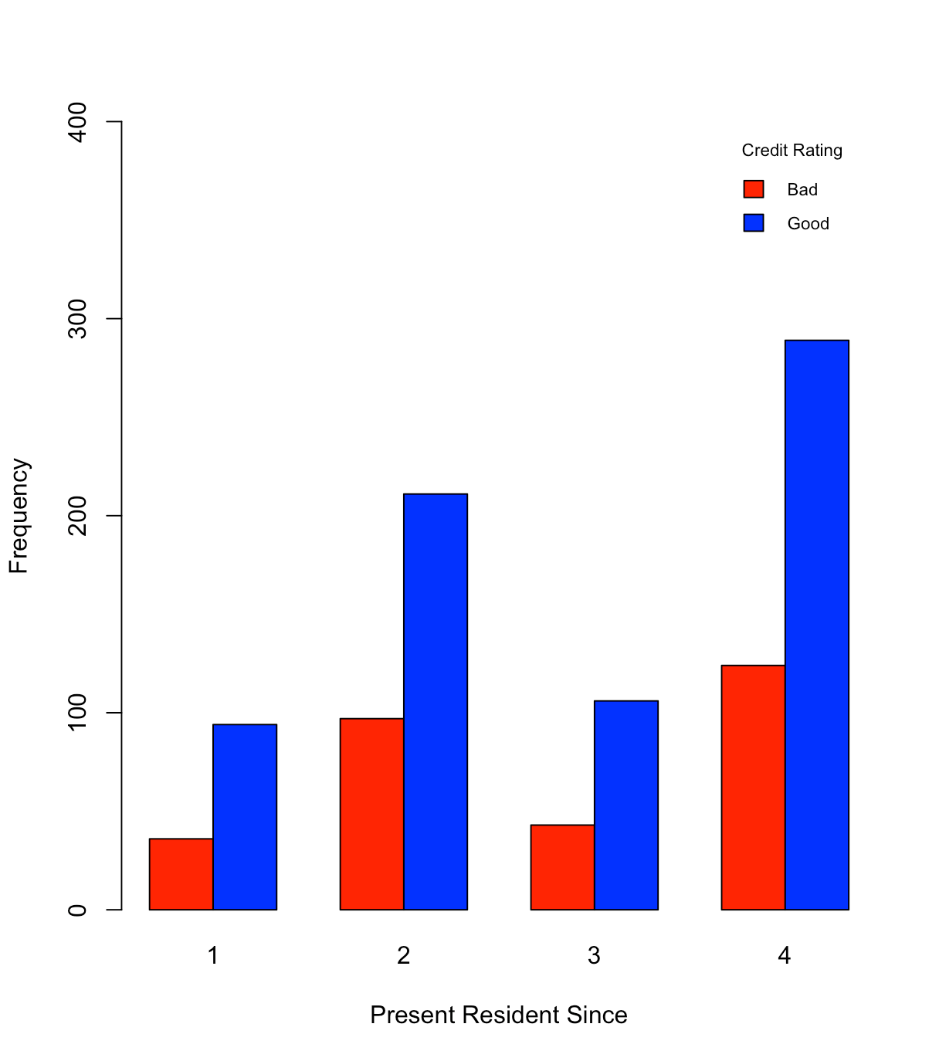 400
300
200
100
0
Frequency
Credit Rating
Bad
Good
1 2 3 4
Present Resident Since